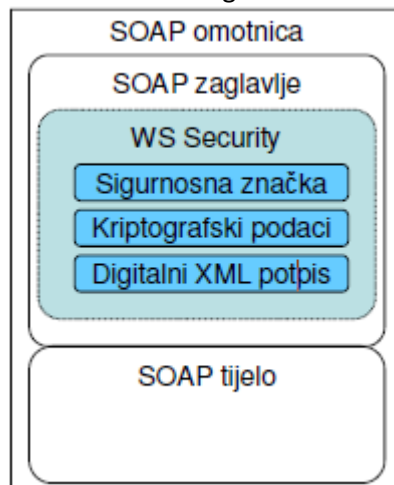 SOAP omotnica
SOAP zaglavlje
WS Security
Sigurnosna značka
Kriptografski podaci
Digitalni XML potpis
SOAP tijelo